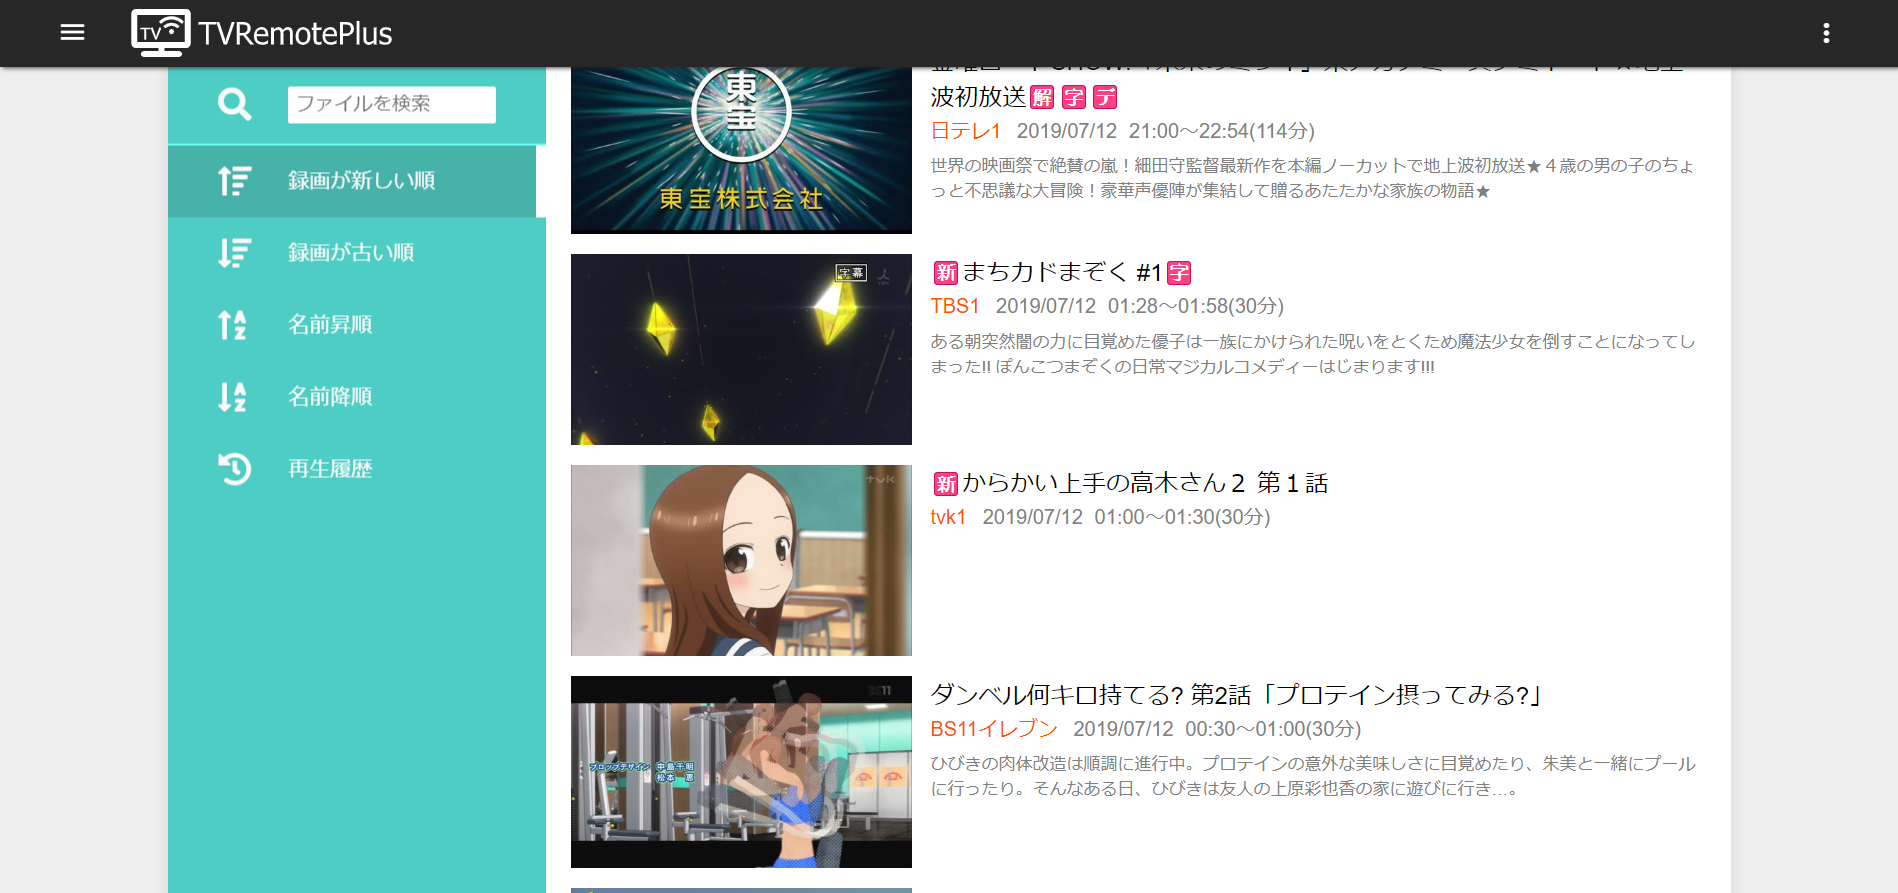 TV
TVRemotePlus
ファイルを検索
録画が新しい順
録画が古い順
名前昇順
名前降順
再生履歴
東宝
東宝株式会社
波初放送解字デ
日テレ1 2019/07/12 21:00～22:54(114分)
世界の映画祭で絶賛の嵐！細田守監督最新作を本編ノーカットで地上波初放送★４歳の男の子のちょ
っと不思議な大冒険！豪華声優陣が集結して贈るあたたかな家族の物語★
字幕
新まちカドまぞく #1字
TBS1 2019/07/12 01:28～01:58(30分)
ある朝突然闇の力に目覚めた優子は一族にかけられた呪いをとくため魔法少女を倒すことになってし
まった!! ぽんこつまぞくの日常マジカルコメディーはじまります!!!
tvk
新からかい上手の高木さん２ 第１話
tvk1 2019/07/12 01:00～01:30(30分)
BS11
プロップデザイン 中島千明
松本 恵
ダンベル何キロ持てる? 第2話「プロテイン摂ってみる?」
BS11イレブン 2019/07/12 00:30～01:00(30分)
ひびきの肉体改造は順調に進行中。プロテインの意外な美味しさに目覚めたり、朱美と一緒にプール
に行ったり。そんなある日、ひびきは友人の上原彩也香の家に遊びに行き…。